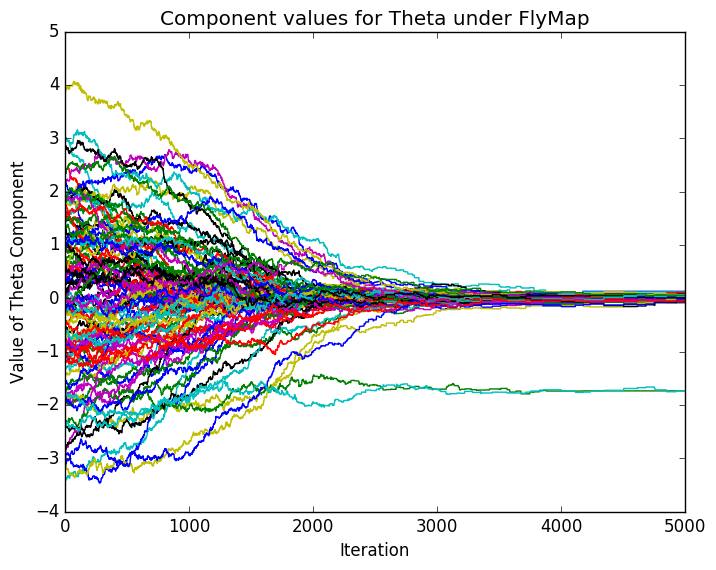 Component values for Theta under FlyMap
Value of Theta Component
5
4
3
2
1
0
−1
−2
−3
−4
0 1000 2000 3000 4000 5000
Iteration